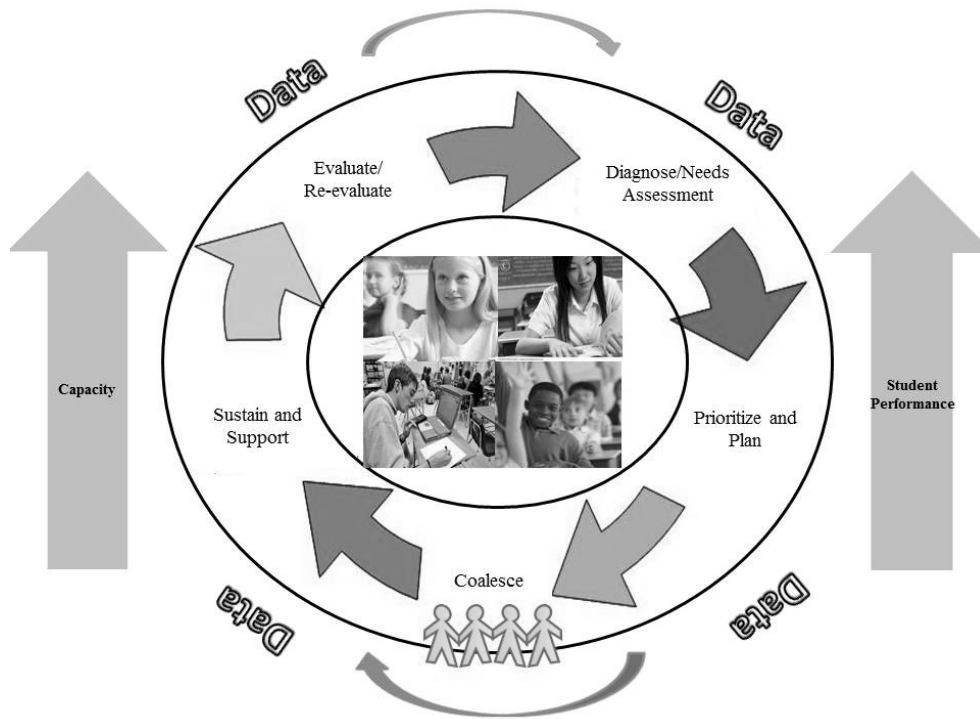 Data
Data
Evaluate/
Re-evaluate
Diagnose/Needs
Assessment
Capacity
Student
Performance
Sustain and
Support
Prioritize and
Plan
Coalesce
Data
Data
©